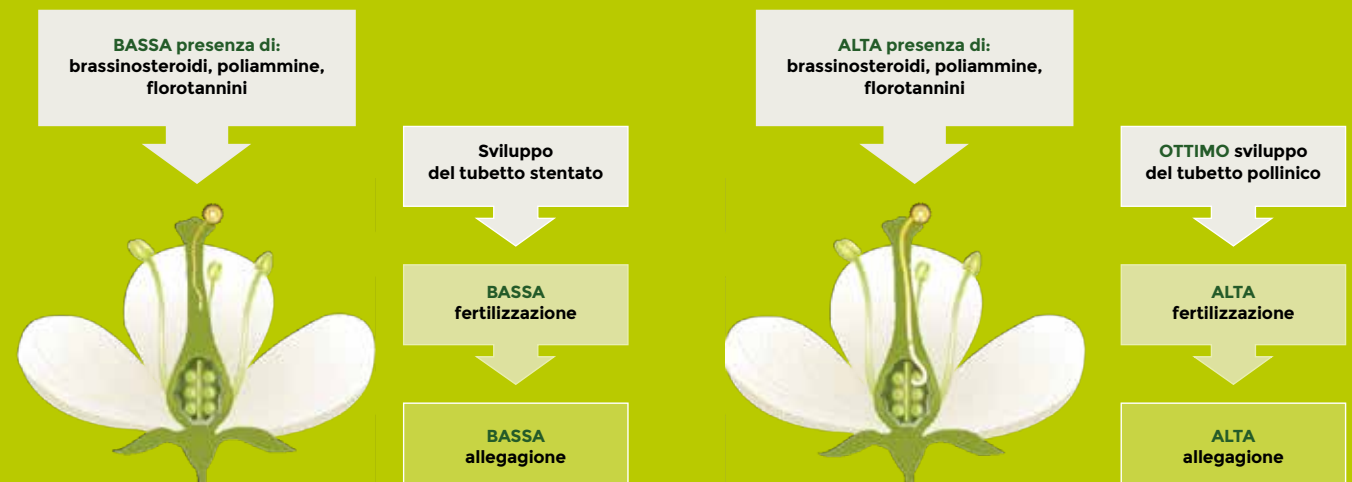 BASSA presenza di:
brassinosteroidi, poliammine,
florotannini
Sviluppo
del tubetto stentato
BASSA
fertilizzazione
BASSA
allegagione
ALTA presenza di:
brassinosteroidi, poliammine,
florotannini
OTTIMO sviluppo
del tubetto pollinico
ALTA
fertilizzazione
ALTA
allegagione